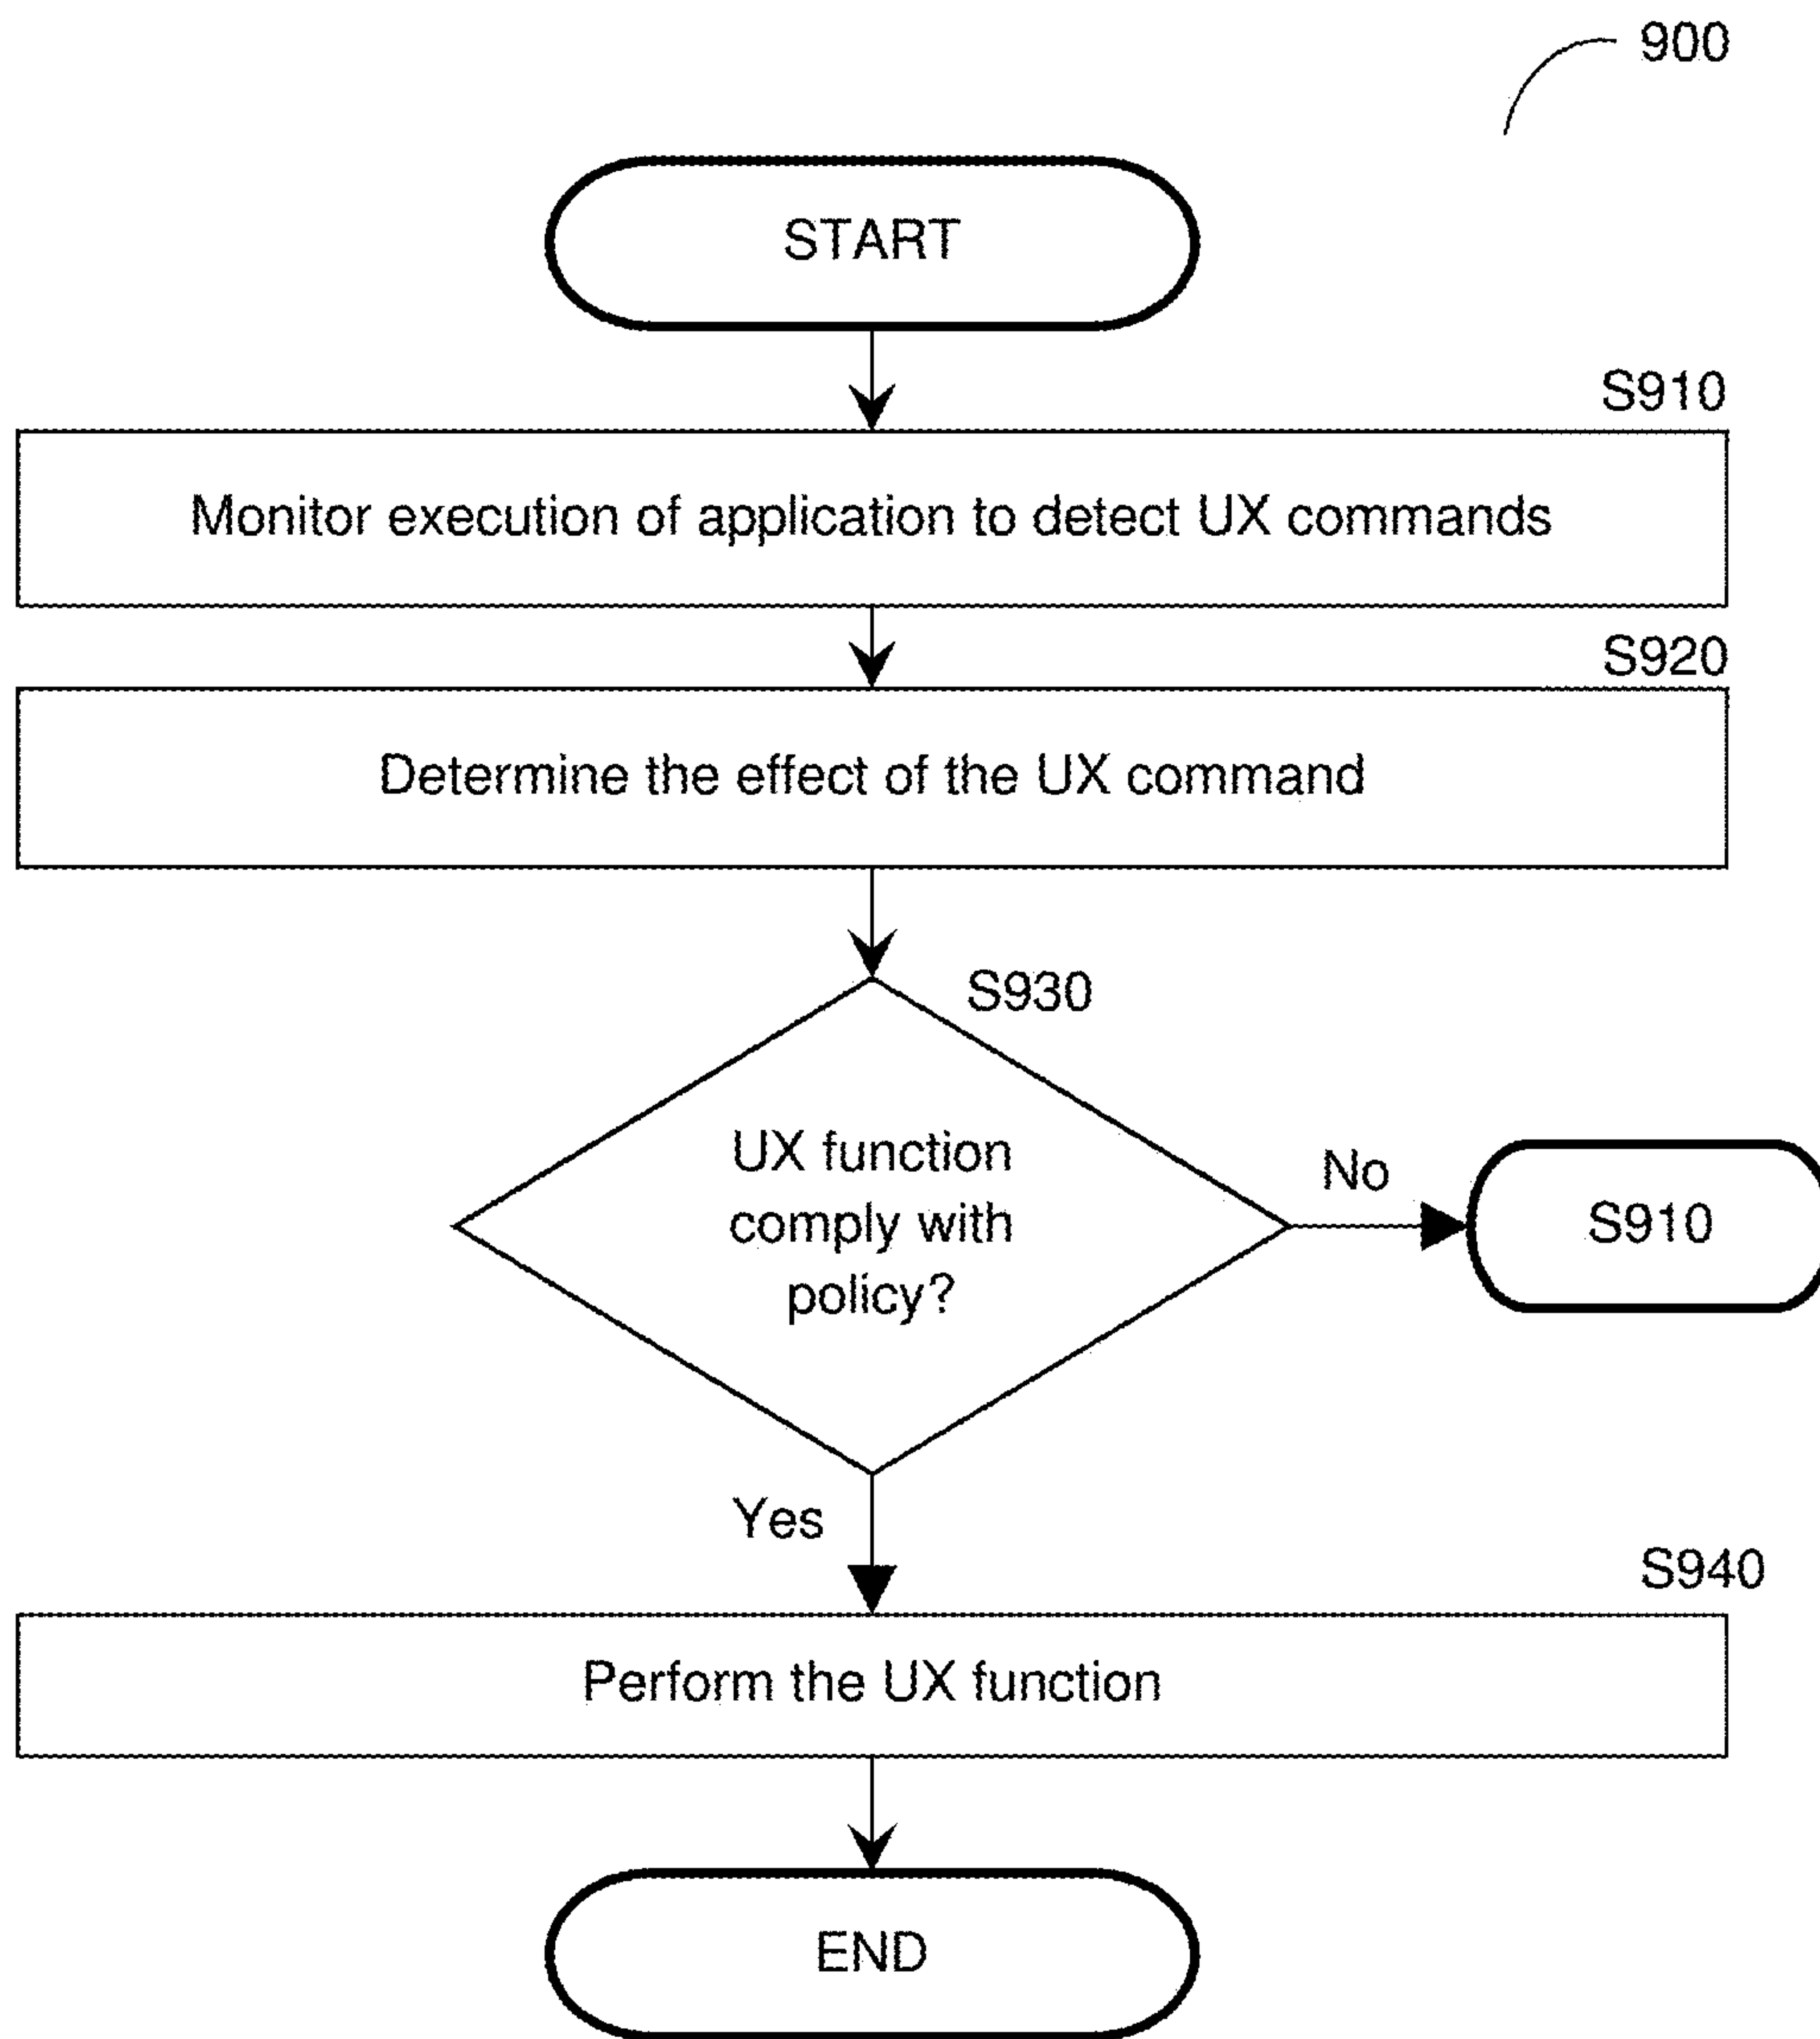 900
START
S910
Monitor execution of application to detect UX commands
S920
Determine the effect of the UX command
S930
UX function
comply with
policy?
No
S910
Yes
S940
Perform the UX function
END